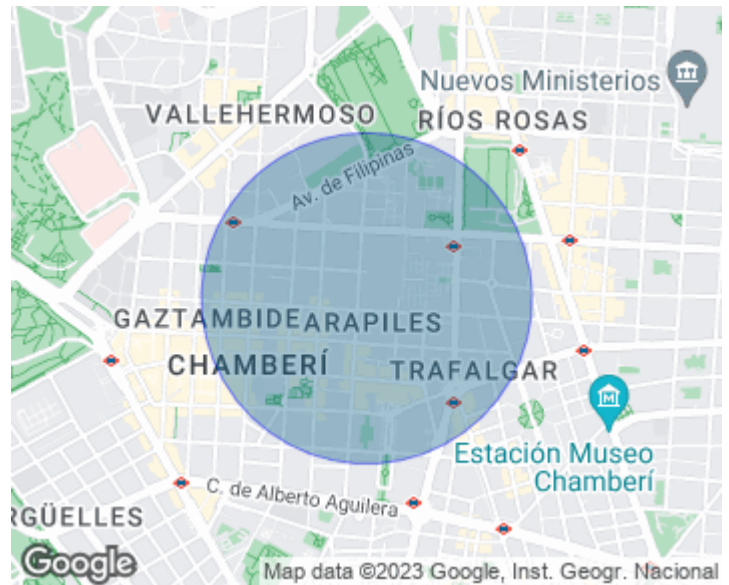 Nuevos Ministerios
VALLEHERMOSO
RÍOS ROSAS
Av. de Filipinas
GAZTAMBIDE
ARAPILES
CHAMBERÍ
TRAFALGAR
Estación Museo
Chamberí
C. de Alberto Aguilera
RGÜELLES
Google
Map data ©2023 Google, Inst. Geogr. Nacional